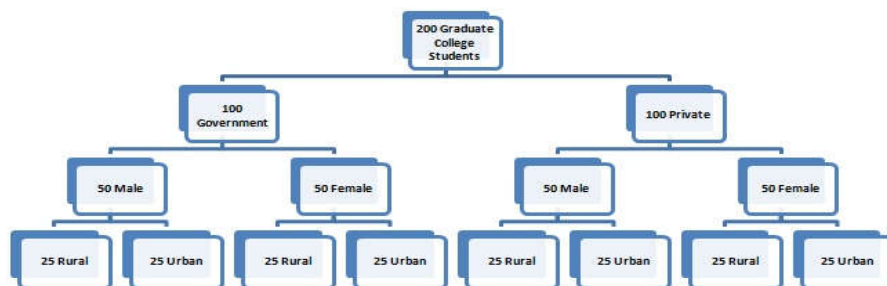 200 Graduate
College
Students
100
Government
100 Private
50 Male
50 Female
50 Male
50 Female
25 Rural
25 Urban
25 Rural
25 Urban
25 Rural
25 Urban
25 Rural
25 Urban